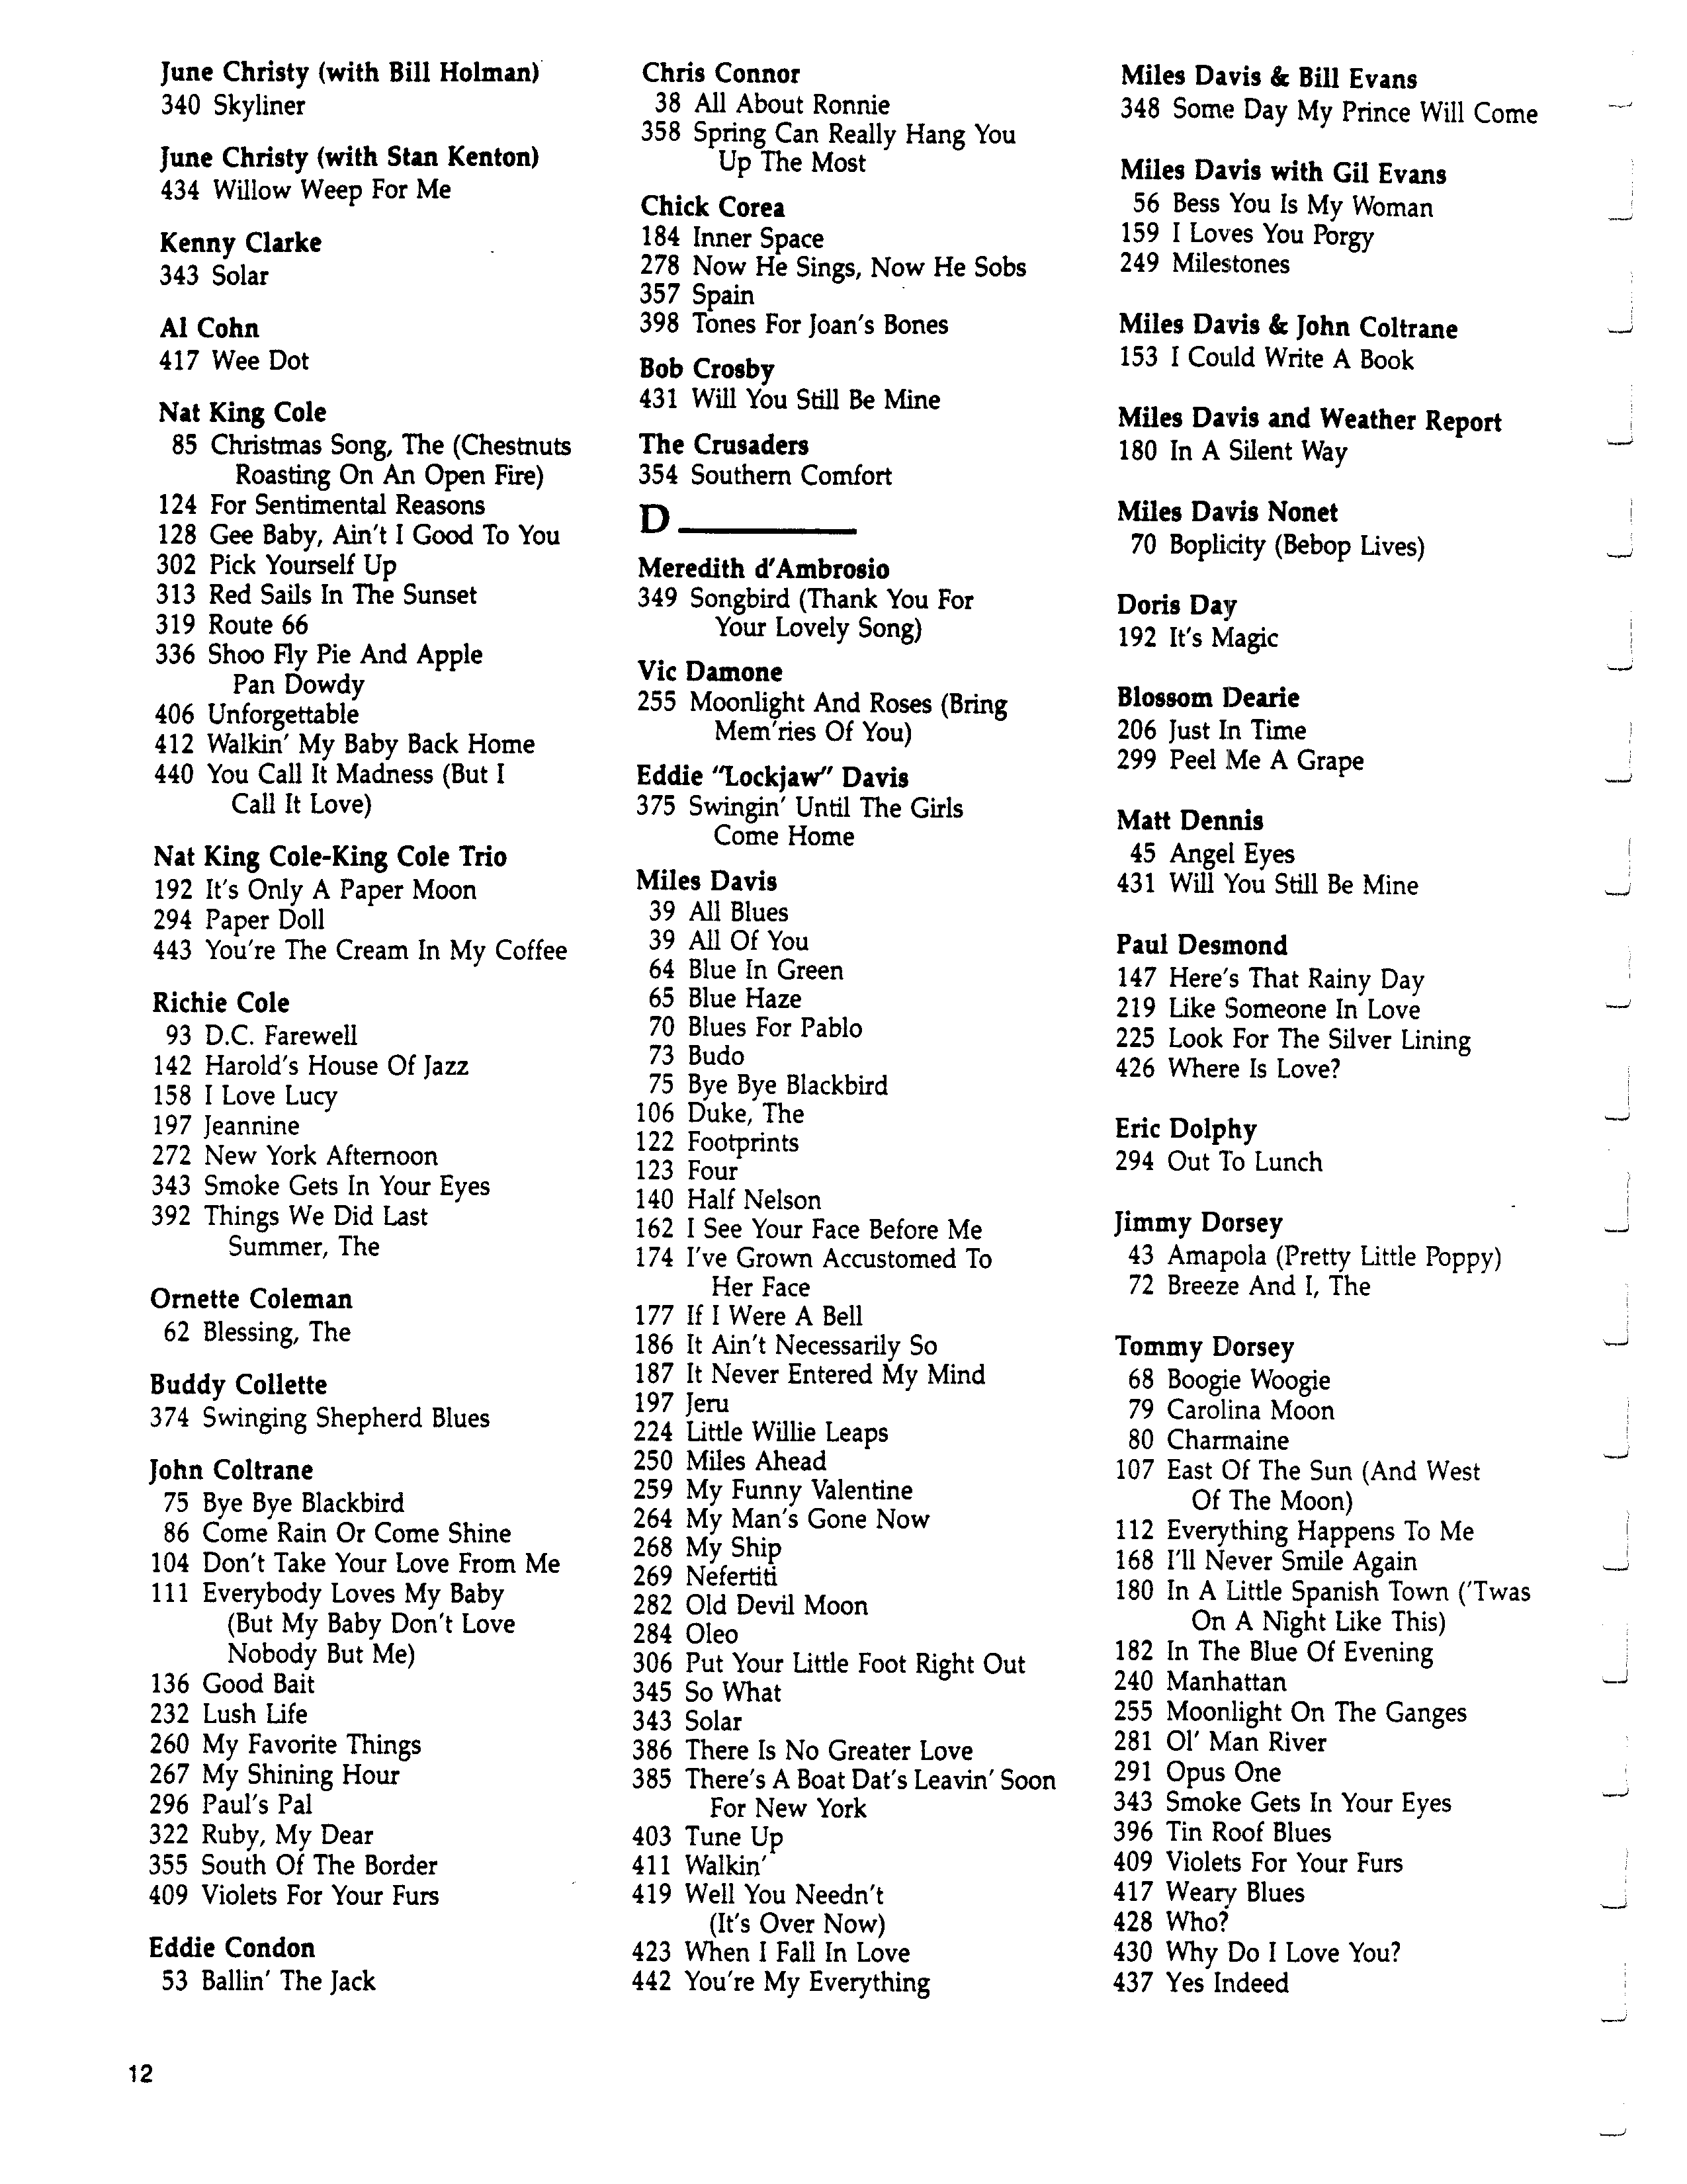 June Christy (with Bill Holman)
340 Skyliner
June Christy (with Stan Kenton)
434 Willow Weep For Me
Kenny Clarke
343 Solar
Al Cohn
417 Wee Dot
Nat King Cole
85 Christmas Song, The (Chestnuts
Roasting On An Open Fire)
124 For Sentimental Reasons
128 Gee Baby, Ain't I Good To You
302 Pick Yourself Up
313 Red Sails In The Sunset
319 Route 66
336 Shoo Fly Pie And Apple
Pan Dowdy
406 Unforgettable
412 Walkin' My Baby Back Home
440 You Call It Madness (But I
Call It Love)
Nat King Cole-King Cole Trio
192 It's Only A Paper Moon
294 Paper Doll
443 You're The Cream In My Coffee
Richie Cole
93 D.C. Farewell
142 Harold's House Of Jazz
158 I Love Lucy
197 Jeannine
272 New York Afternoon
343 Smoke Gets In Your Eyes
392 Things We Did Last
Summer, The
Ornette Coleman
62 Blessing, The
Buddy Collette
374 Swinging Shepherd Blues
John Coltrane
75 Bye Bye Blackbird
86 Come Rain Or Come Shine
104 Don't Take Your Love From Me
111 Everybody Loves My Baby
(But My Baby Don't Love
Nobody But Me)
136 Good Bait
232 Lush Life
260 My Favorite Things
267 My Shining Hour
296 Paul's Pal
322 Ruby, My Dear
355 South Of The Border
409 Violets For Your Furs
Eddie Condon
53 Ballin' The Jack
Chris Connor
38 All About Ronnie
358 Spring Can Really Hang You
Up The Most
Chick Corea
184 Inner Space
278 Now He Sings, Now He Sobs
357 Spain
398 Tones For Joan's Bones
Bob Crosby
431 Will You Still Be Mine
The Crusaders
354 Southern Comfort
D
Meredith d'Ambrosio
349 Songbird (Thank You For
Your Lovely Song)
Vic Damone
255 Moonlight And Roses (Bring
Mem'ries Of You)
Eddie "Lockjaw" Davis
375 Swingin' Until The Girls
Come Home
Miles Davis
39 All Blues
39 All Of You
64 Blue In Green
65 Blue Haze
70 Blues For Pablo
73 Budo
75 Bye Bye Blackbird
106 Duke, The
122 Footprints
123 Four
140 Half Nelson
162 I See Your Face Before Me
174 I've Grown Accustomed To
Her Face
177 If I Were A Bell
186 It Ain't Necessarily So
187 It Never Entered My Mind
197 Jeru
224 Little Willie Leaps
250 Miles Ahead
259 My Funny Valentine
264 My Man's Gone Now
268 My Ship
269 Nefertiti
282 Old Devil Moon
284 Oleo
306 Put Your Little Foot Right Out
345 So What
343 Solar
386 There Is No Greater Love
385 There's A Boat Dat's Leavin' Soon
For New York
403 Tune Up
411 Walkin'
419 Well You Needn't
(It's Over Now)
423 When I Fall In Love
442 You're My Everything
Miles Davis & Bill Evans
348 Some Day My Prince Will Come
Miles Davis with Gil Evans
56 Bess You Is My Woman
159 I Loves You Porgy
249 Milestones
Miles Davis & John Coltrane
153 I Could Write A Book
Miles Davis and Weather Report
180 In A Silent Way
Miles Davis Nonet
70 Boplicity (Bebop Lives)
Doris Day
192 It's Magic
Blossom Dearie
206 Just In Time
299 Peel Me A Grape
Matt Dennis
45 Angel Eyes
431 Will You Still Be Mine
Paul Desmond
147 Here's That Rainy Day
219 Like Someone In Love
225 Look For The Silver Lining
426 Where Is Love?
Eric Dolphy
294 Out To Lunch
Jimmy Dorsey
43 Amapola (Pretty Little Poppy)
72 Breeze And I, The
Tommy Dorsey
68 Boogie Woogie
79 Carolina Moon
80 Charmaine
107 East Of The Sun (And West
Of The Moon)
112 Everything Happens To Me
168 I'll Never Smile Again
180 In A Little Spanish Town ('Twas
On A Night Like This)
182 In The Blue Of Evening
240 Manhattan
255 Moonlight On The Ganges
281 Ol' Man River
291 Opus One
343 Smoke Gets In Your Eyes
396 Tin Roof Blues
409 Violets For Your Furs
417 Weary Blues
428 Who?
430 Why Do I Love You?
437 Yes Indeed
12